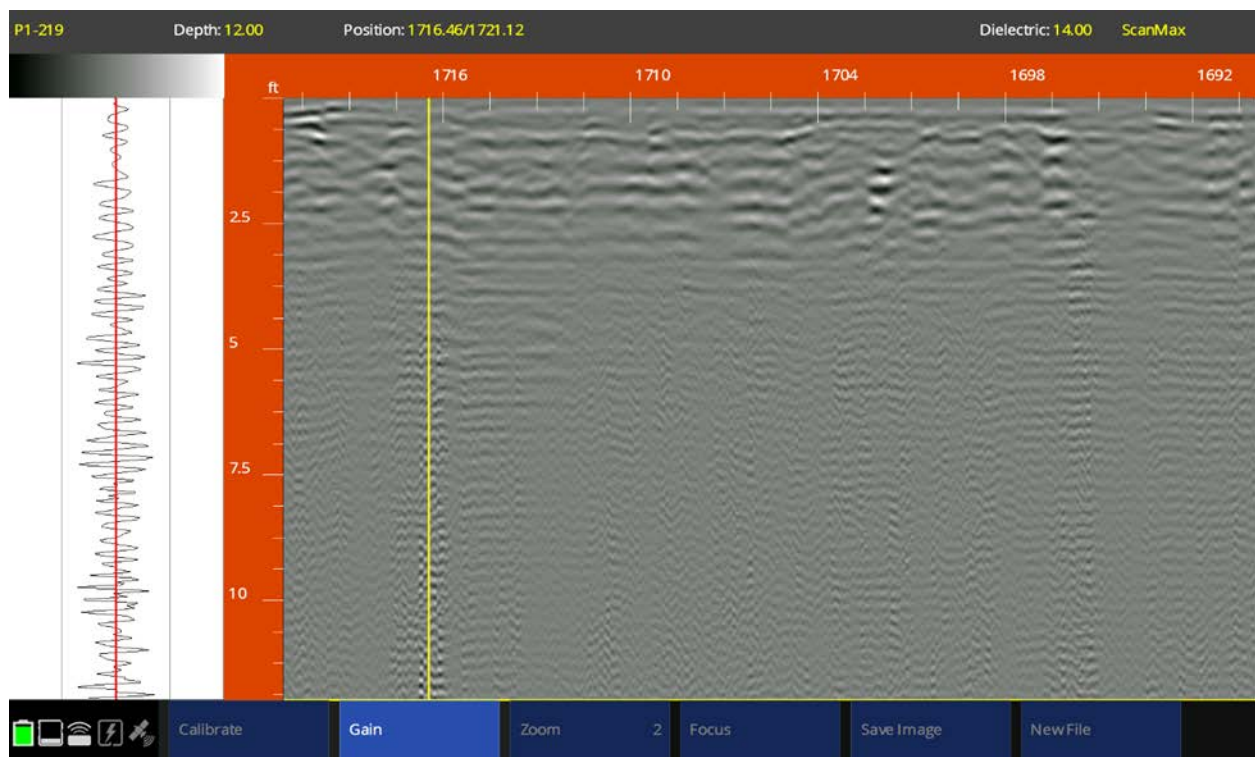 P1-219 Depth: 12.00 Position: 1716.46/1721.12 Dielectric: 14.00 ScanMax
ft 1716 1710 1704 1698 1692
2.5
5
7.5
10
Calibrate Gain Zoom 2 Focus Save Image New File